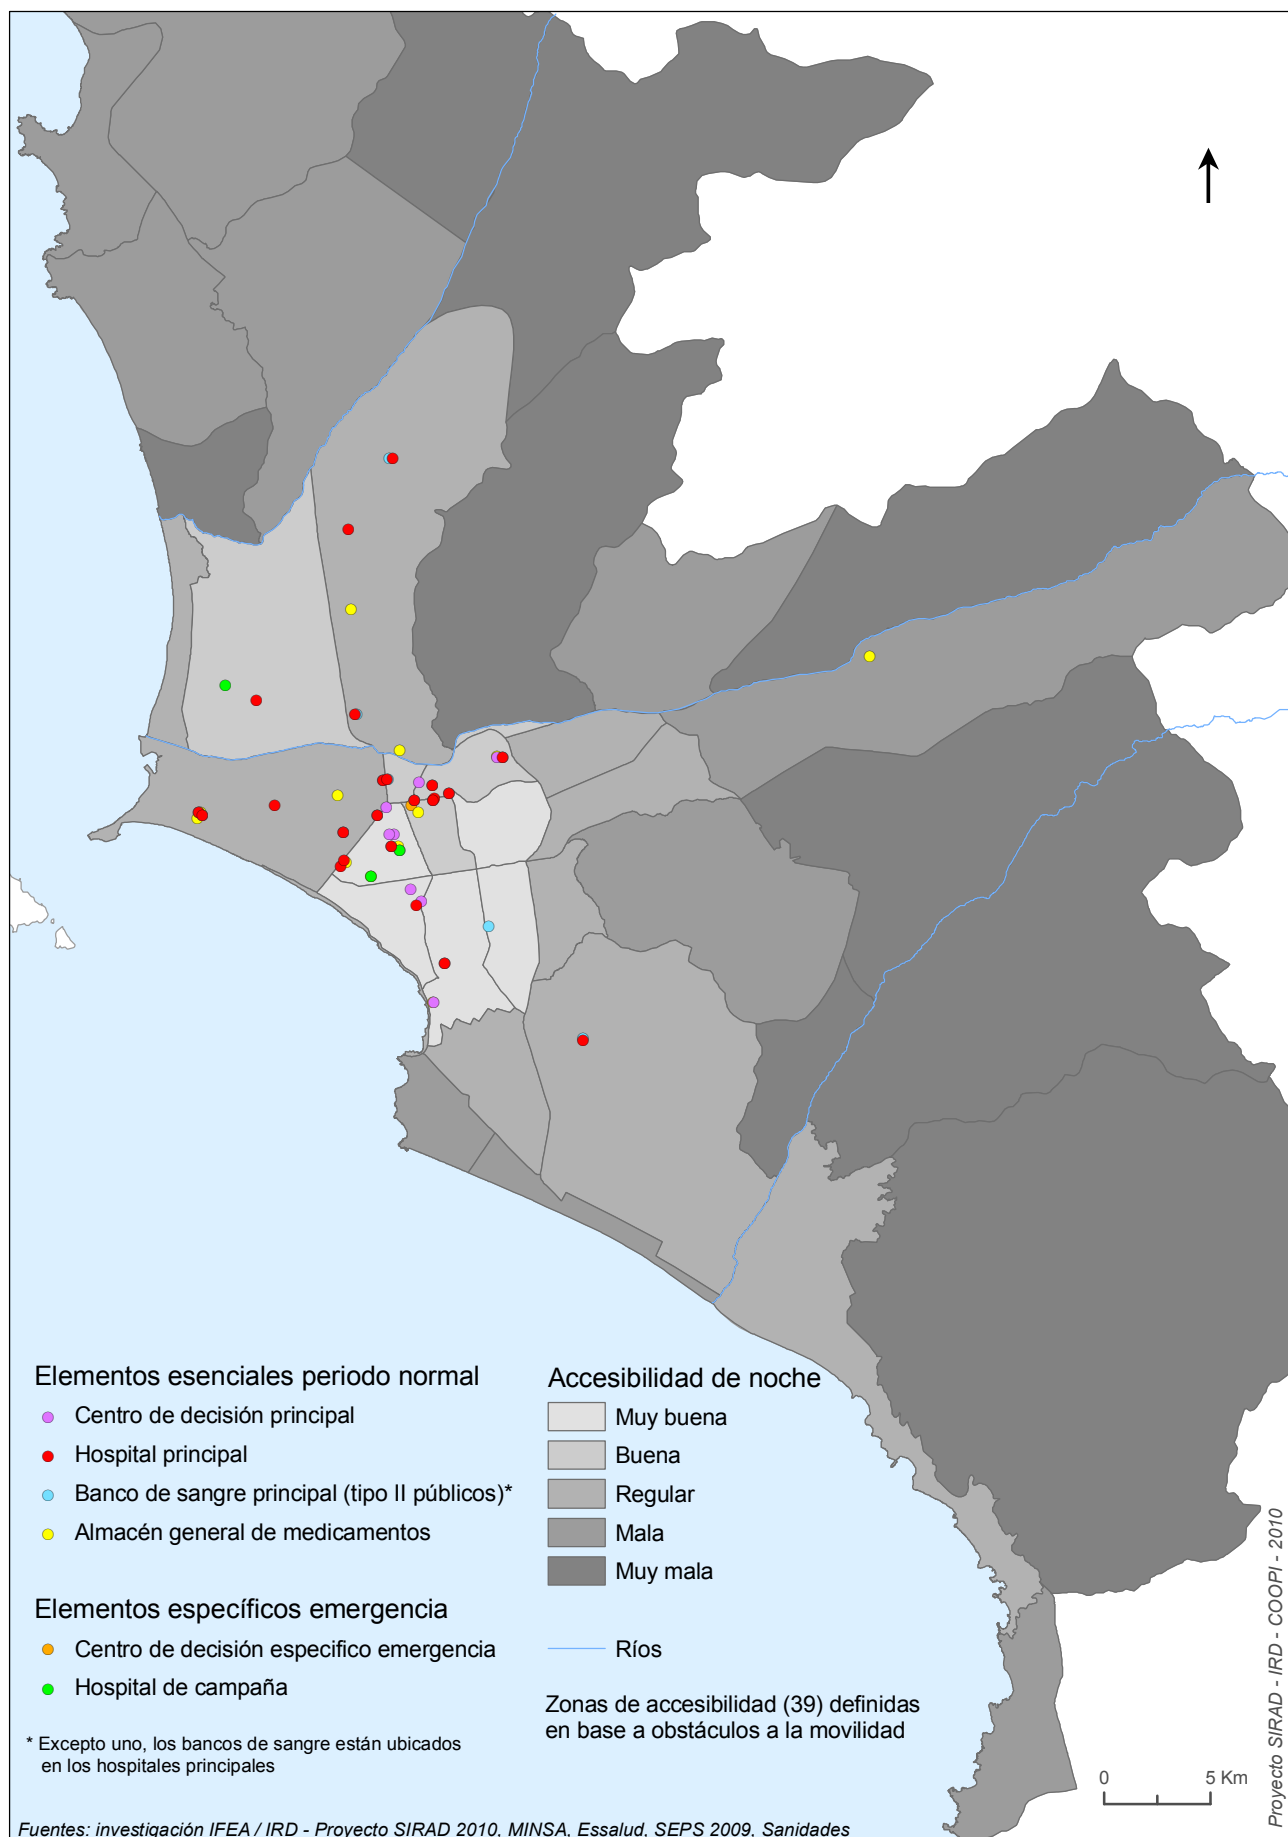 Elementos esenciales periodo normal
Centro de decisión principal
Hospital principal
Banco de sangre principal (tipo II públicos)*
Almacén general de medicamentos
Elementos específicos emergencia
Centro de decisión especifico emergencia
Hospital de campaña
* Excepto uno, los bancos de sangre están ubicados
en los hospitales principales
Accesibilidad de noche
Muy buena
Buena
Regular
Mala
Muy mala
Ríos
Zonas de accesibilidad (39) definidas
en base a obstáculos a la movilidad
0 5 Km
Proyecto SIRAD - IRD - COOPI - 2010
Fuentes: investigación IFEA / IRD - Proyecto SIRAD 2010, MINSA, Essalud, SEPS 2009, Sanidades